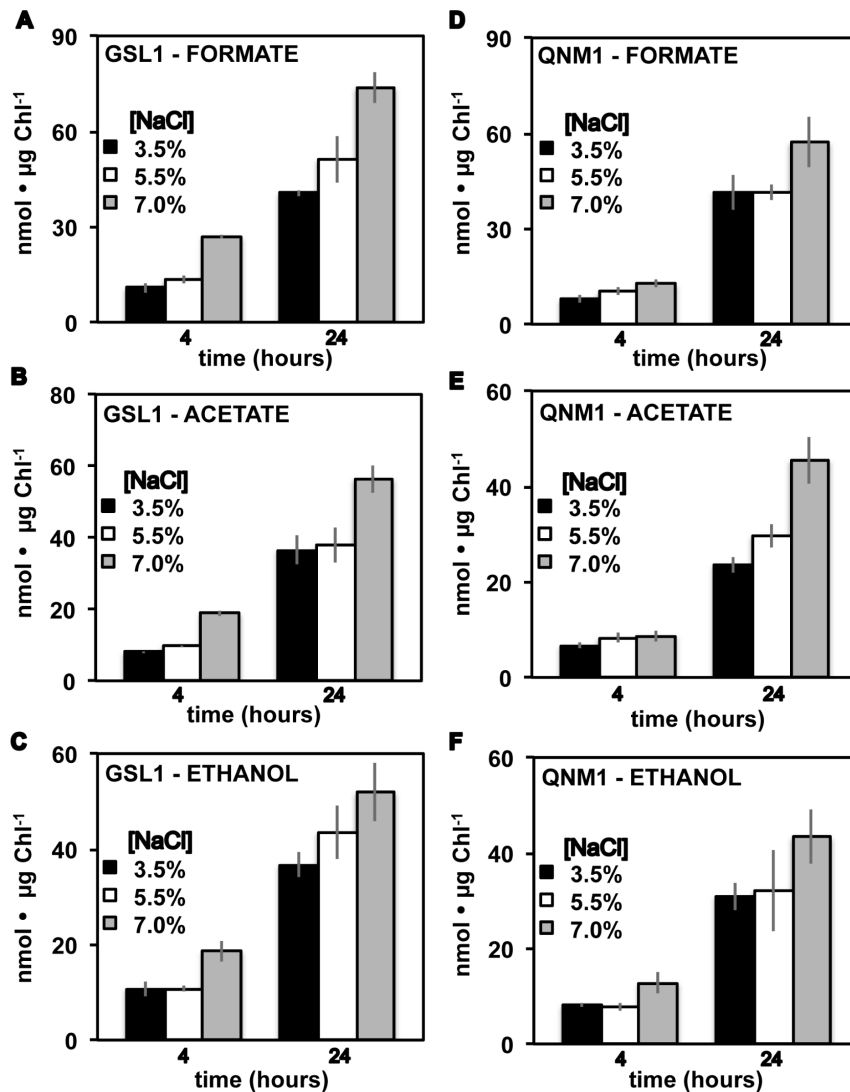 A
GSL1 - FORMATE
90
60
30
0
[NaCl]
3.5%
5.5%
7.0%
nmol • µg Chl⁻¹
4
24
time (hours)
B
GSL1 - ACETATE
80
60
40
20
0
[NaCl]
3.5%
5.5%
7.0%
nmol • µg Chl⁻¹
4
24
time (hours)
C
GSL1 - ETHANOL
60
40
20
0
[NaCl]
3.5%
5.5%
7.0%
nmol • µg Chl⁻¹
4
24
time (hours)
D
QNM1 - FORMATE
90
60
30
0
[NaCl]
3.5%
5.5%
7.0%
nmol • µg Chl⁻¹
4
24
time (hours)
E
QNM1 - ACETATE
60
40
20
0
[NaCl]
3.5%
5.5%
7.0%
nmol • µg Chl⁻¹
4
24
time (hours)
F
QNM1 - ETHANOL
60
40
20
0
[NaCl]
3.5%
5.5%
7.0%
nmol • µg Chl⁻¹
4
24
time (hours)